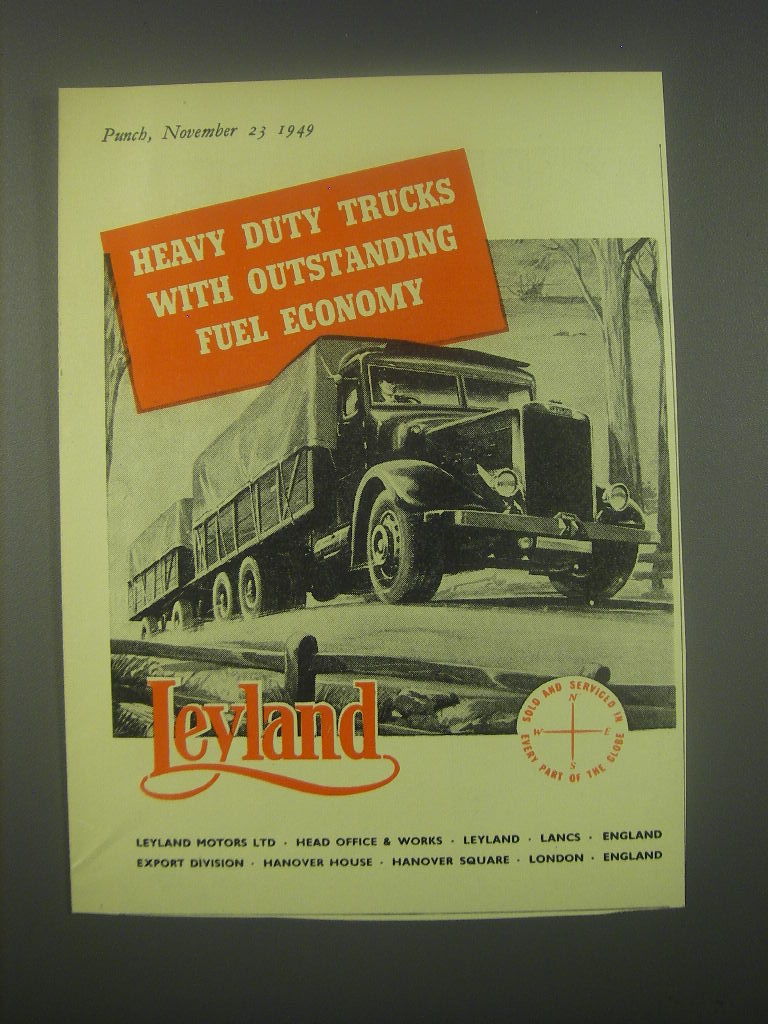 Punch, November 23 1949
HEAVY DUTY TRUCKS
WITH OUTSTANDING
FUEL ECONOMY
Leyland
SOLD AND SERVICED IN
EVERY PART OF THE GLOBE
N
W E
S
LEYLAND MOTORS LTD · HEAD OFFICE & WORKS · LEYLAND · LANCS · ENGLAND
EXPORT DIVISION · HANOVER HOUSE · HANOVER SQUARE · LONDON · ENGLAND